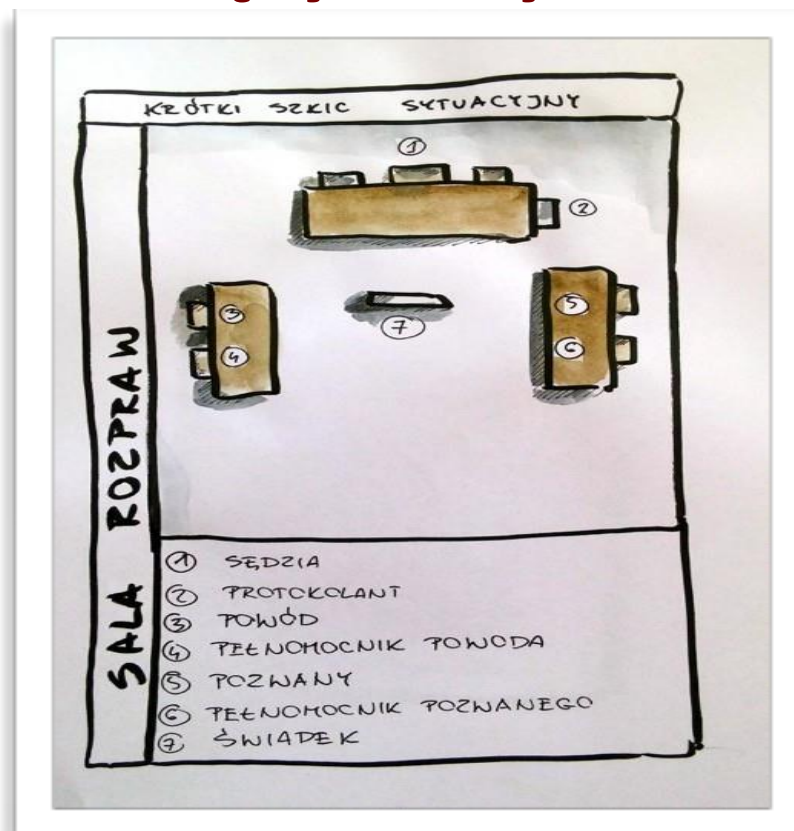 KRÓTKI SZKIC SYTUACYJNY
1
2
3
4
5
6
7
SALA ROZPRAW
1 SĘDZIA
2 PROTOKOLANT
3 POWÓD
4 PEŁNOMOCNIK POWODA
5 POZWANY
6 PEŁNOMOCNIK POZWANEGO
7 ŚWIADEK